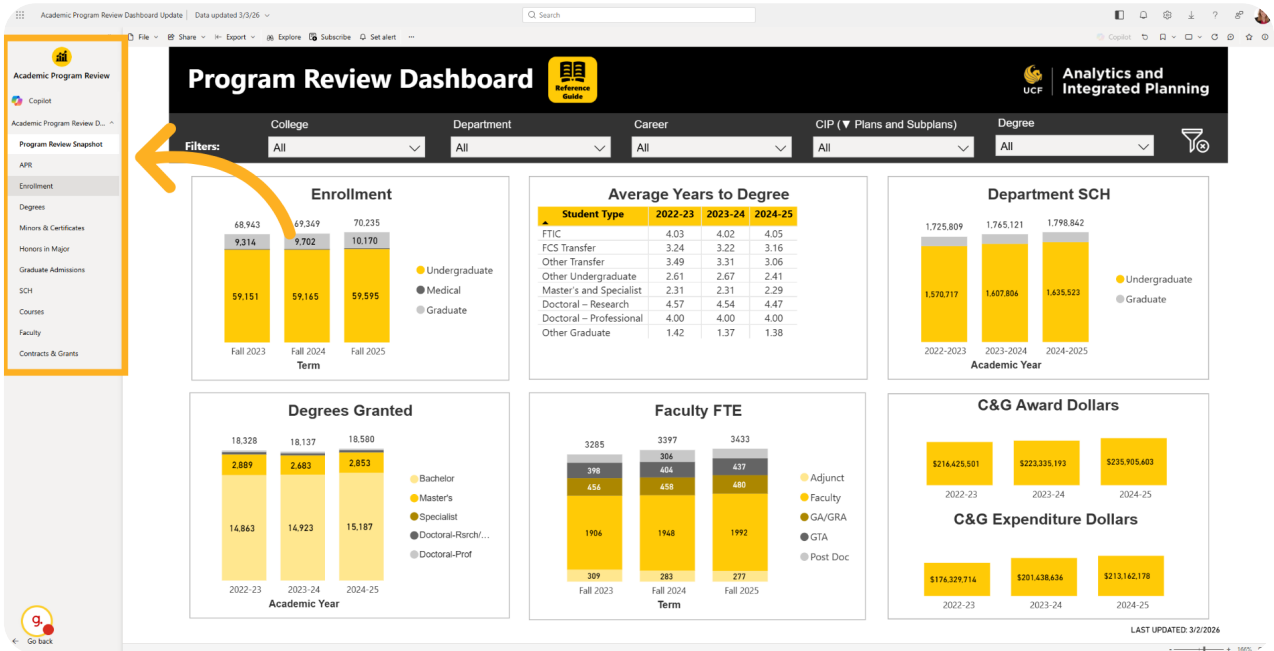 Academic Program Review Dashboard Update | Data updated 3/3/26
Search
File Share Export Explore Subscribe Set alert ...
Copilot
Academic Program Review
Copilot
Academic Program Review D...
Program Review Snapshot
APR
Enrollment
Degrees
Minors & Certificates
Honors in Major
Graduate Admissions
SCH
Courses
Faculty
Contracts & Grants
g.
Go back
Program Review Dashboard
Reference
Guide
UCF
Analytics and
Integrated Planning
Filters:
College
All
Department
All
Career
All
CIP (▼ Plans and Subplans)
All
Degree
All
Enrollment
68,943 69,349 70,235
9,314 9,702 10,170
59,151 59,165 59,595
Fall 2023 Fall 2024 Fall 2025
Term
Undergraduate
Medical
Graduate
Average Years to Degree
Student Type 2022-23 2023-24 2024-25
FTIC 4.03 4.02 4.05
FCS Transfer 3.24 3.22 3.16
Other Transfer 3.49 3.31 3.06
Other Undergraduate 2.61 2.67 2.41
Master's and Specialist 2.31 2.31 2.29
Doctoral – Research 4.57 4.54 4.47
Doctoral – Professional 4.00 4.00 4.00
Other Graduate 1.42 1.37 1.38
Department SCH
1,725,809 1,765,121 1,798,842
1,570,717 1,607,806 1,635,523
2022-2023 2023-2024 2024-2025
Academic Year
Undergraduate
Graduate
Degrees Granted
18,328 18,137 18,580
2,889 2,683 2,853
14,863 14,923 15,187
2022-23 2023-24 2024-25
Academic Year
Bachelor
Master's
Specialist
Doctoral-Rsrch/...
Doctoral-Prof
Faculty FTE
3285 3397 3433
306
398 404 437
456 458 480
1906 1948 1992
309 283 277
Fall 2023 Fall 2024 Fall 2025
Term
Adjunct
Faculty
GA/GRA
GTA
Post Doc
C&G Award Dollars
$216,425,501 $223,335,193 $235,905,603
2022-23 2023-24 2024-25
C&G Expenditure Dollars
$176,329,714 $201,438,636 $213,162,178
2022-23 2023-24 2024-25
LAST UPDATED: 3/2/2026